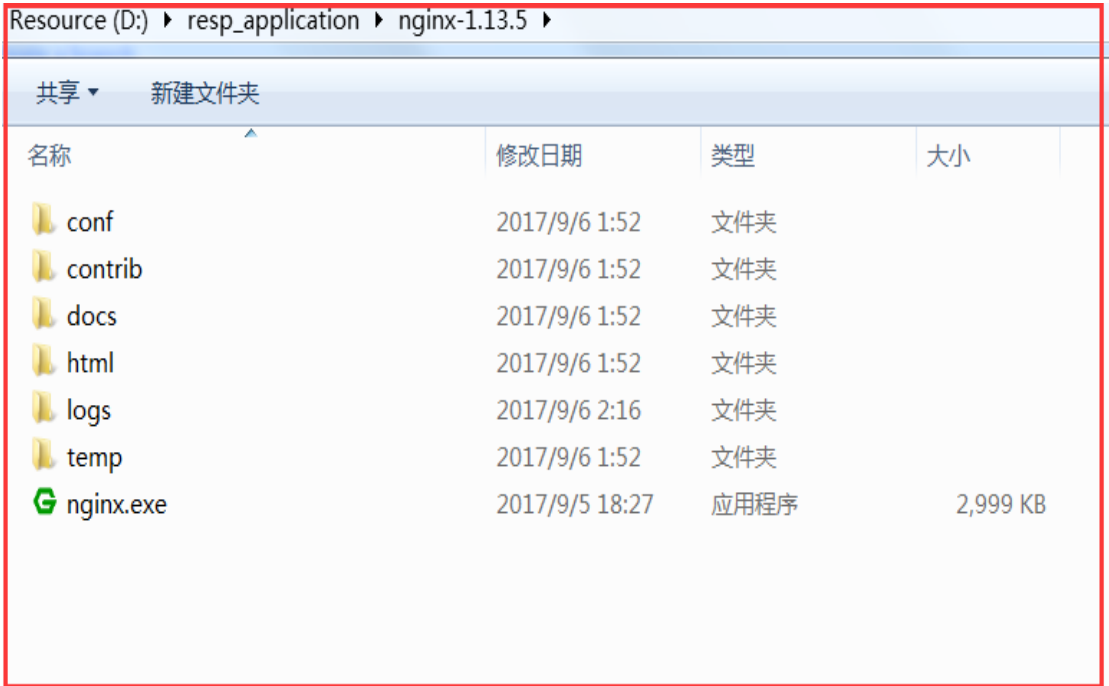 Resource (D:) resp_application nginx-1.13.5
共享 新建文件夹
名称 修改日期 类型 大小
conf 2017/9/6 1:52 文件夹
contrib 2017/9/6 1:52 文件夹
docs 2017/9/6 1:52 文件夹
html 2017/9/6 1:52 文件夹
logs 2017/9/6 2:16 文件夹
temp 2017/9/6 1:52 文件夹
nginx.exe 2017/9/5 18:27 应用程序 2,999 KB